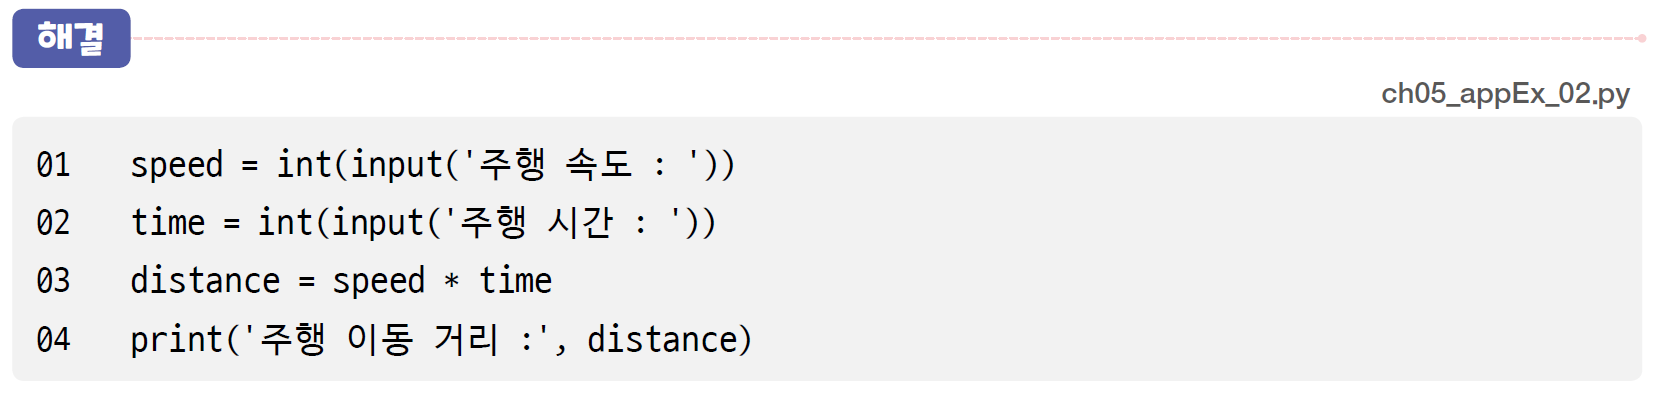 해결
ch05_appEx_02.py
01 speed = int(input('주행 속도 : '))
02 time = int(input('주행 시간 : '))
03 distance = speed * time
04 print('주행 이동 거리 :', distance)